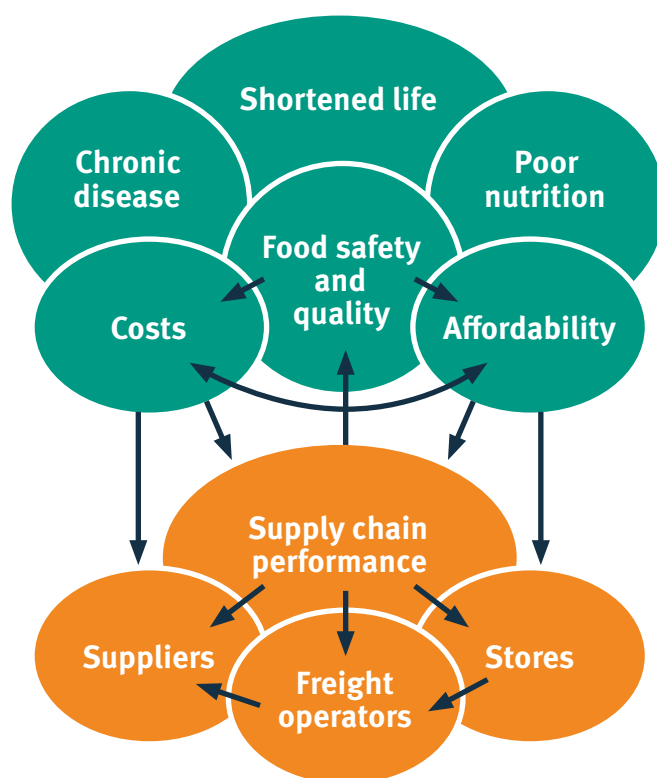 Shortened life
Chronic
disease
Poor
nutrition
Food safety
and
quality
Costs
Affordability
Supply chain
performance
Suppliers
Freight
operators
Stores